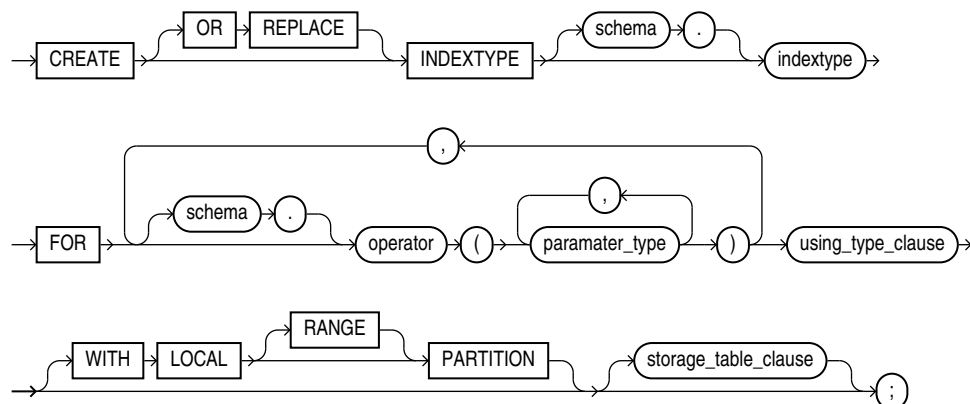 OR REPLACE schema .
CREATE INDEXTYPE indextype
,
schema . ,
FOR operator ( paramater_type ) using_type_clause
RANGE
WITH LOCAL PARTITION storage_table_clause
;